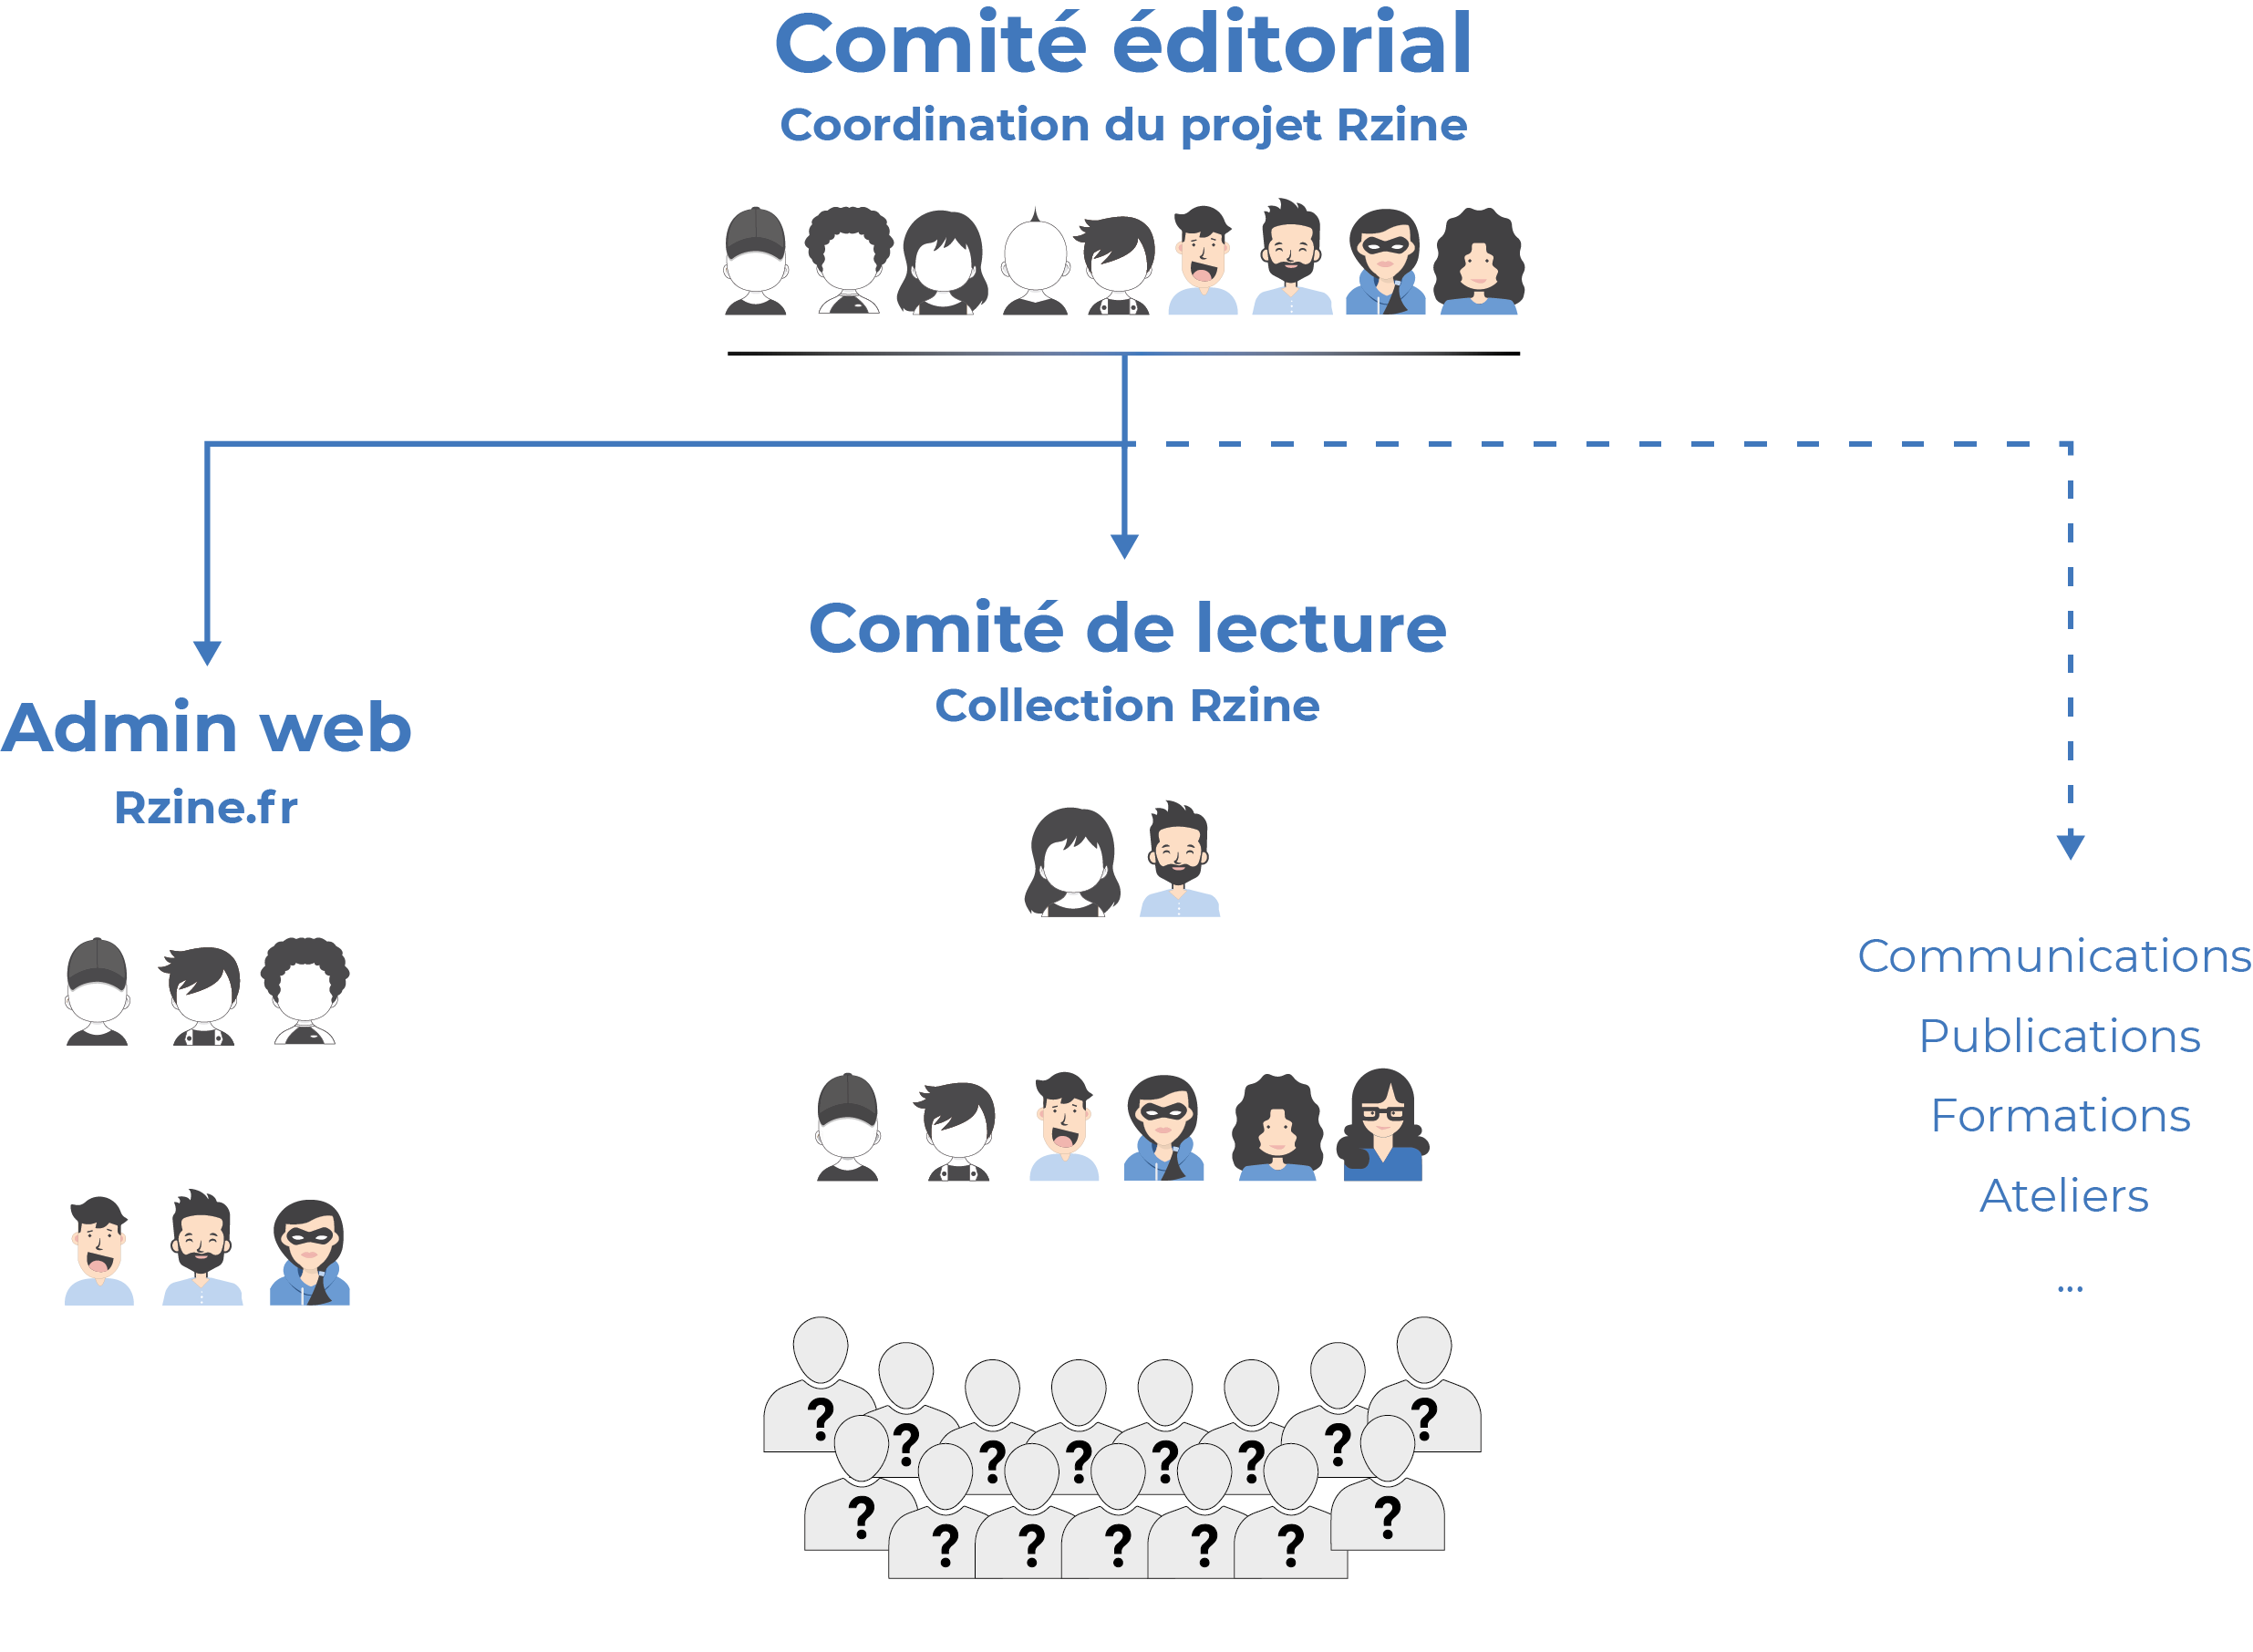 Comité éditorial
Coordination du projet Rzine
Comité de lecture
Collection Rzine
Admin web
Rzine.fr
Communications
Publications
Formations
Ateliers
...
? ? ? ? ? ? ? ?
? ? ? ? ? ? ?